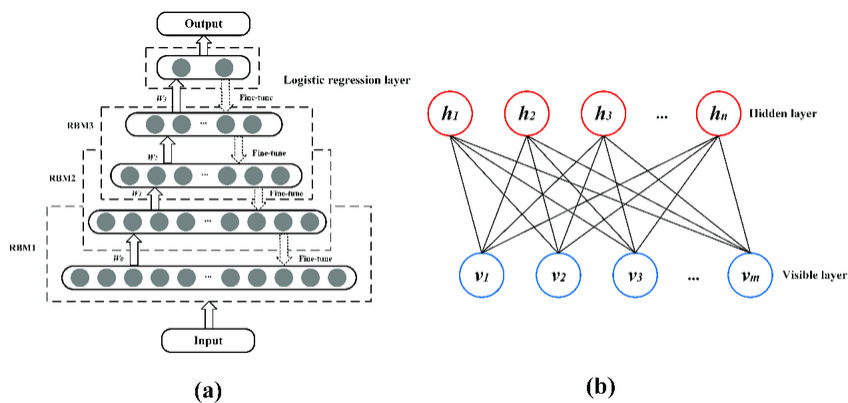 Output
Logistic regression layer
W3
Fine-tune
RBM3
...
W2
Fine-tune
RBM2
...
W1
Fine-tune
RBM1
...
W0
Fine-tune
...
Input
(a)
h1 h2 h3 ... hn Hidden layer
v1 v2 v3 ... vm Visible layer
(b)